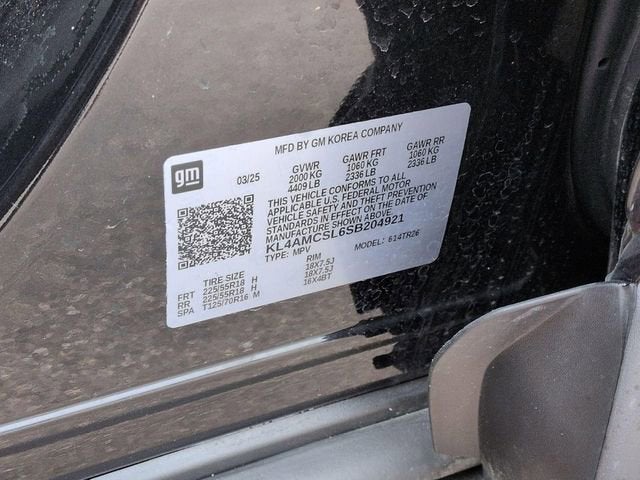 MFD BY GM KOREA COMPANY
gm
03/25
GVWR GAWR FRT GAWR RR
2000 KG 1060 KG 1060 KG
4409 LB 2336 LB 2336 LB
THIS VEHICLE CONFORMS TO ALL
APPLICABLE U.S. FEDERAL MOTOR
VEHICLE SAFETY AND THEFT PREVENTION
STANDARDS IN EFFECT ON THE DATE OF
MANUFACTURE SHOWN ABOVE.
KL4AMCSL6SB204921
TYPE: MPV MODEL: 614TR26
TIRE SIZE RIM
FRT 225/55R18 H 18X7.5J
RR 225/55R18 H 18X7.5J
SPA T125/70R16 M 16X4BT